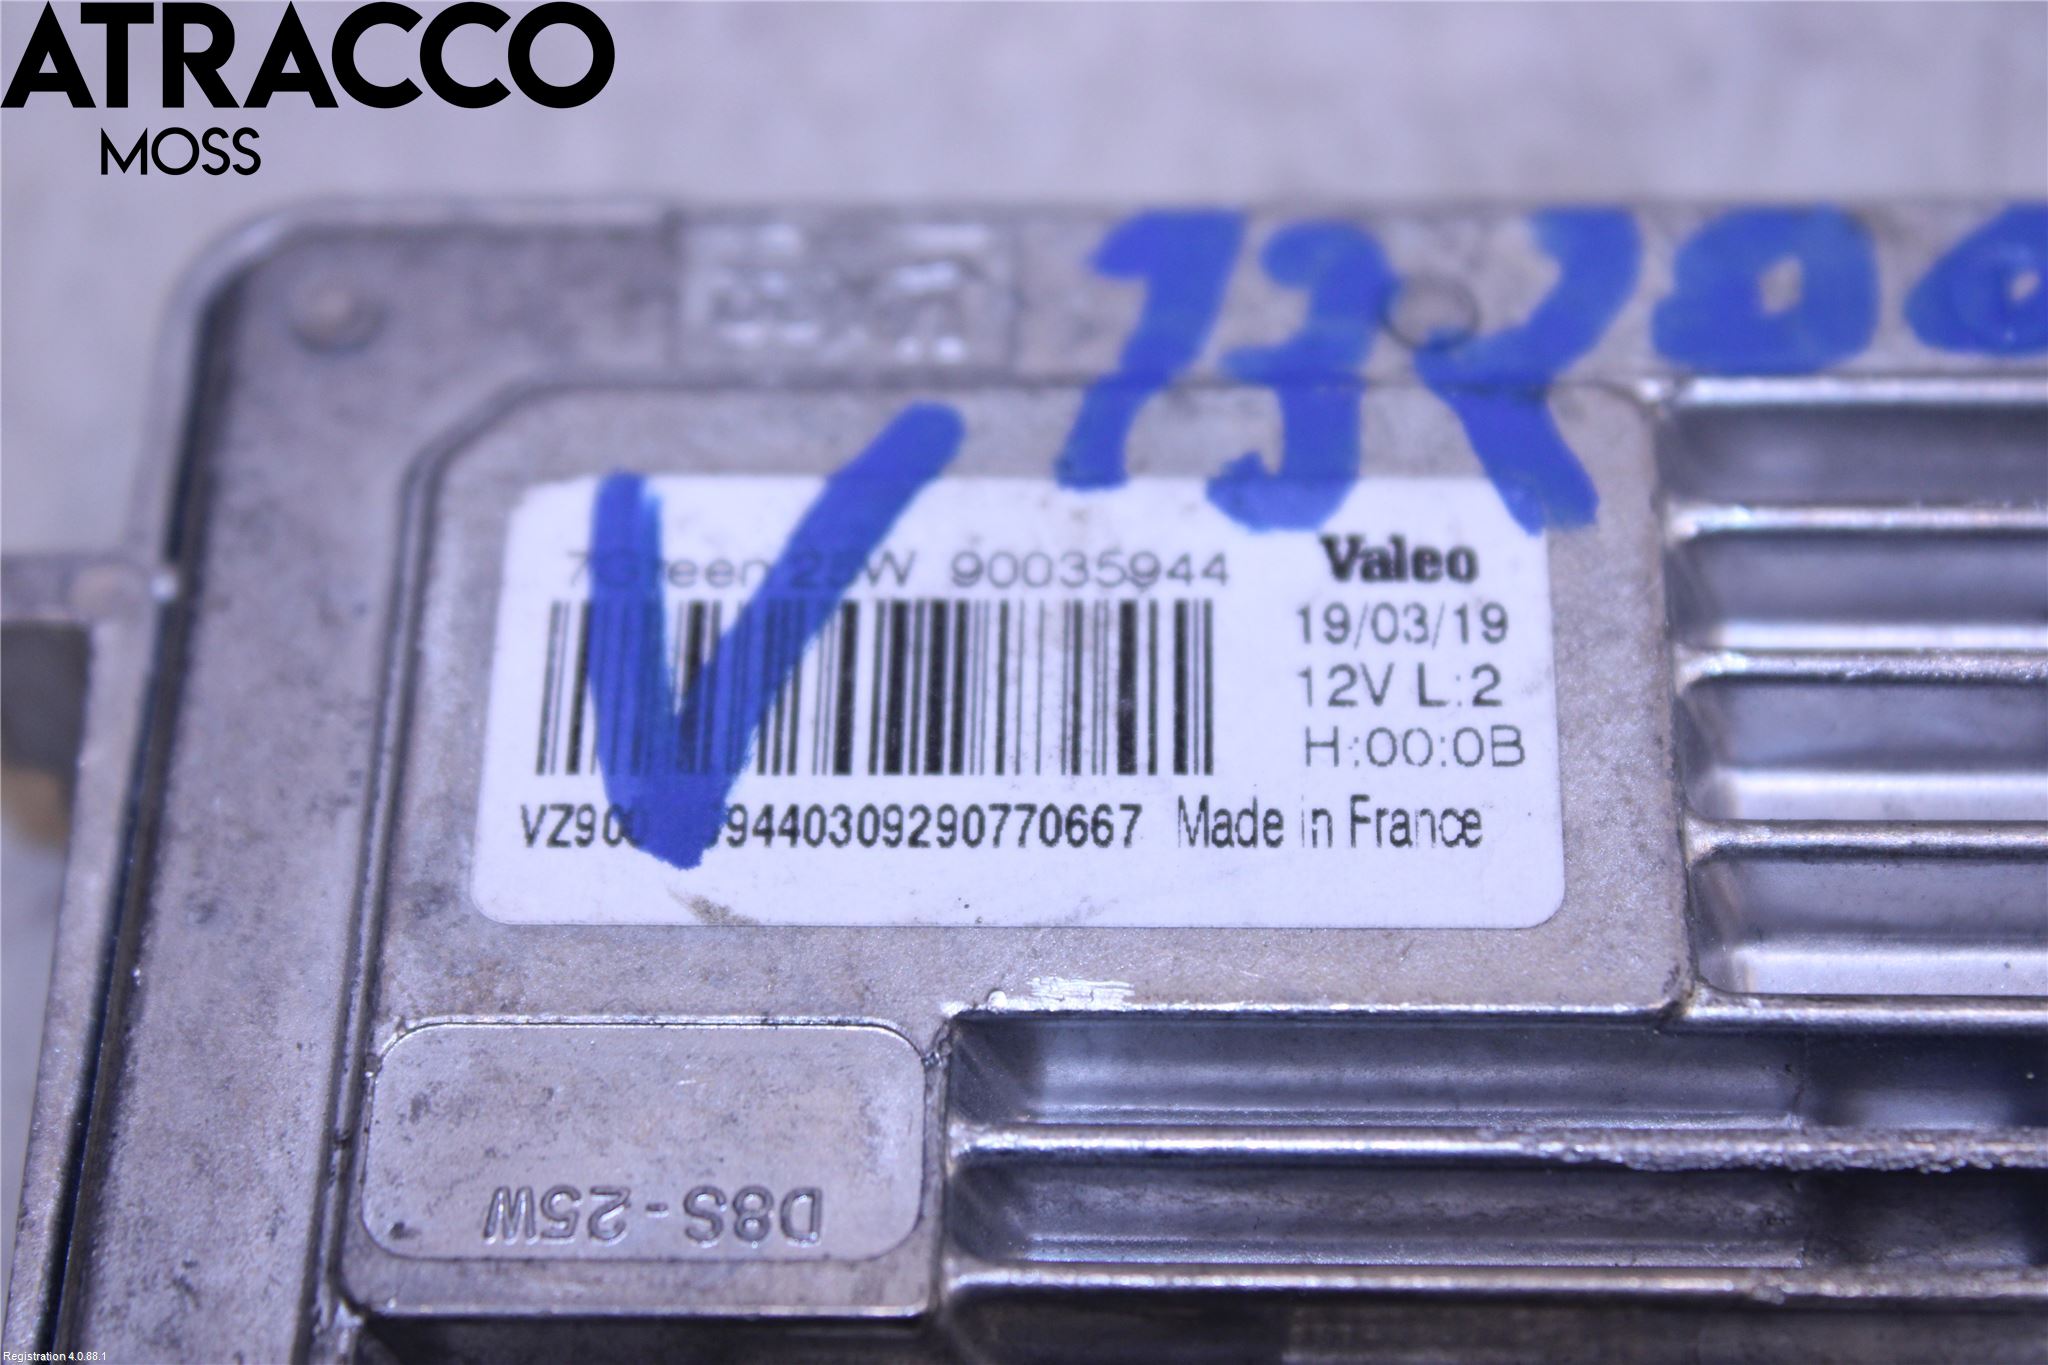 ATRACCO
MOSS
V
7Green 25W 90035944
Valeo
19/03/19
12V L:2
H:00:0B
Made in France
D8S-25W
Registration 4.0.88.1